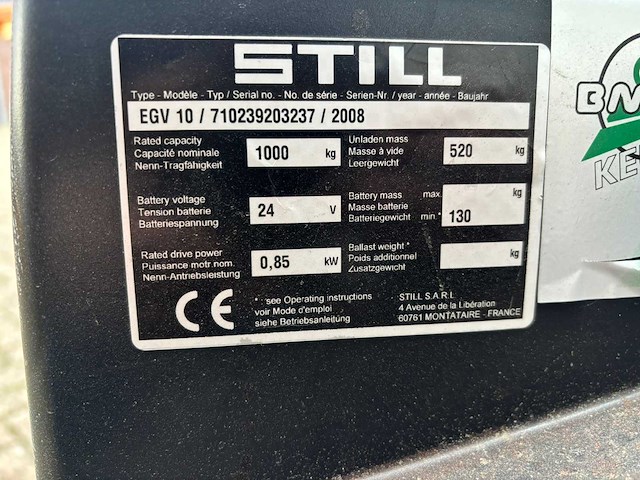 STILL
Type - Modèle - Typ / Serial no. - No. de série - Serien-Nr. / year - année - Baujahr
EGV 10 / 710239203237 / 2008
Rated capacity
Capacité nominale
Nenn-Tragfähigkeit
1000 kg
Unladen mass
Masse à vide
Leergewicht
520 kg
Battery voltage
Tension batterie
Batteriespannung
24 V
Battery mass max.
Masse batterie
Batteriegewicht min.*
kg
130
Rated drive power
Puissance motr nom.
Nenn-Antriebsleistung
0,85 kW
Ballast weight *
Poids additionnel
Zusatzgewicht
kg
CE
* : see Operating instructions
voir Mode d'emploi
siehe Betriebsanleitung
STILL S.A.R.L
4 Avenue de la Libération
60761 MONTATAIRE - FRANCE